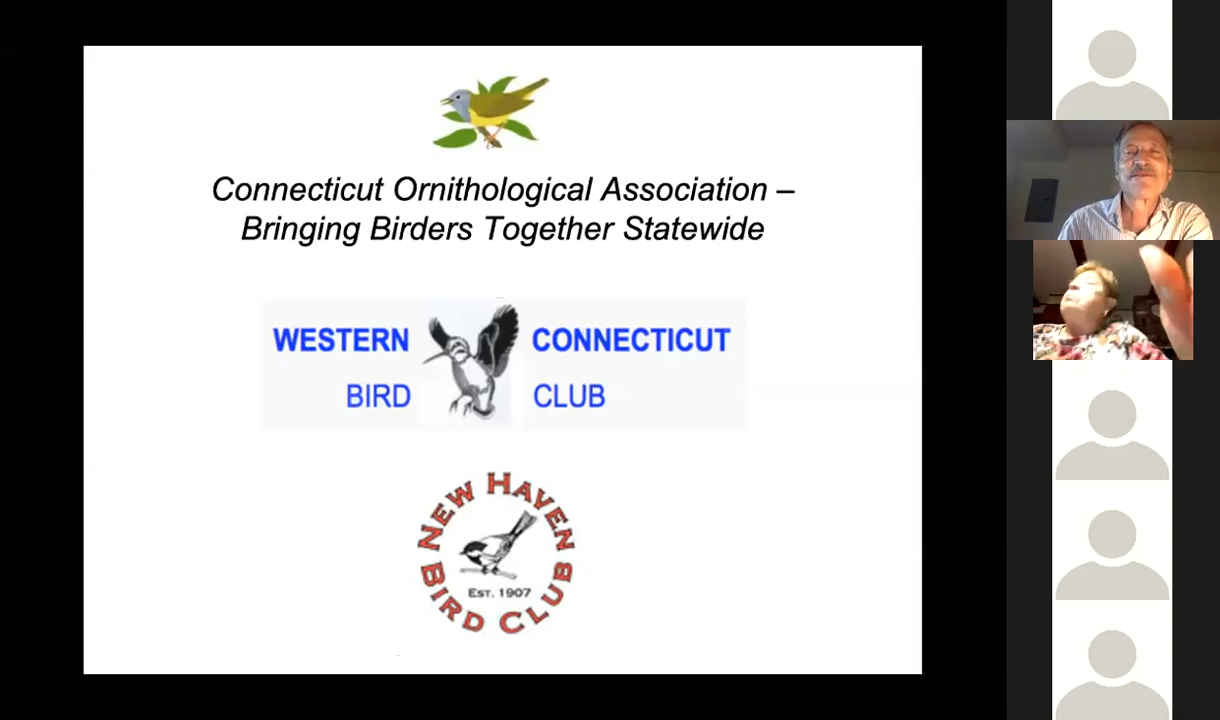 Connecticut Ornithological Association –
Bringing Birders Together Statewide
WESTERN CONNECTICUT
BIRD CLUB
NEW HAVEN
BIRD CLUB
EST. 1907